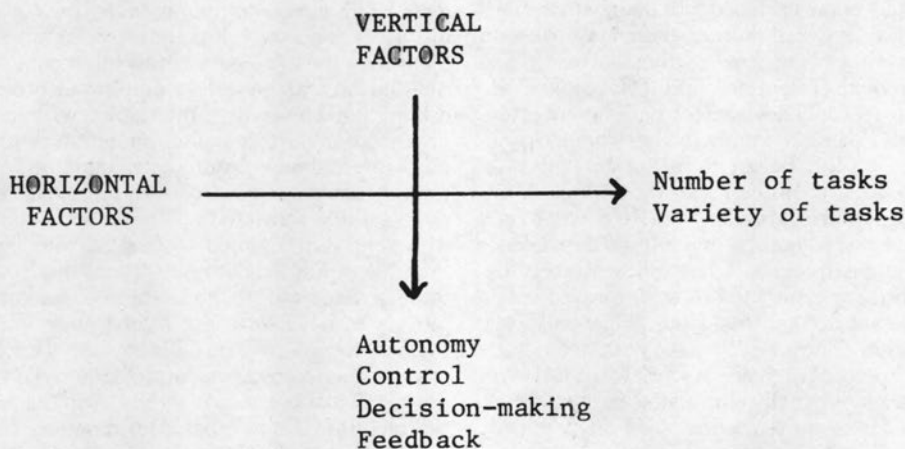 VERTICAL
FACTORS
HORIZONTAL
FACTORS
Number of tasks
Variety of tasks
Autonomy
Control
Decision-making
Feedback